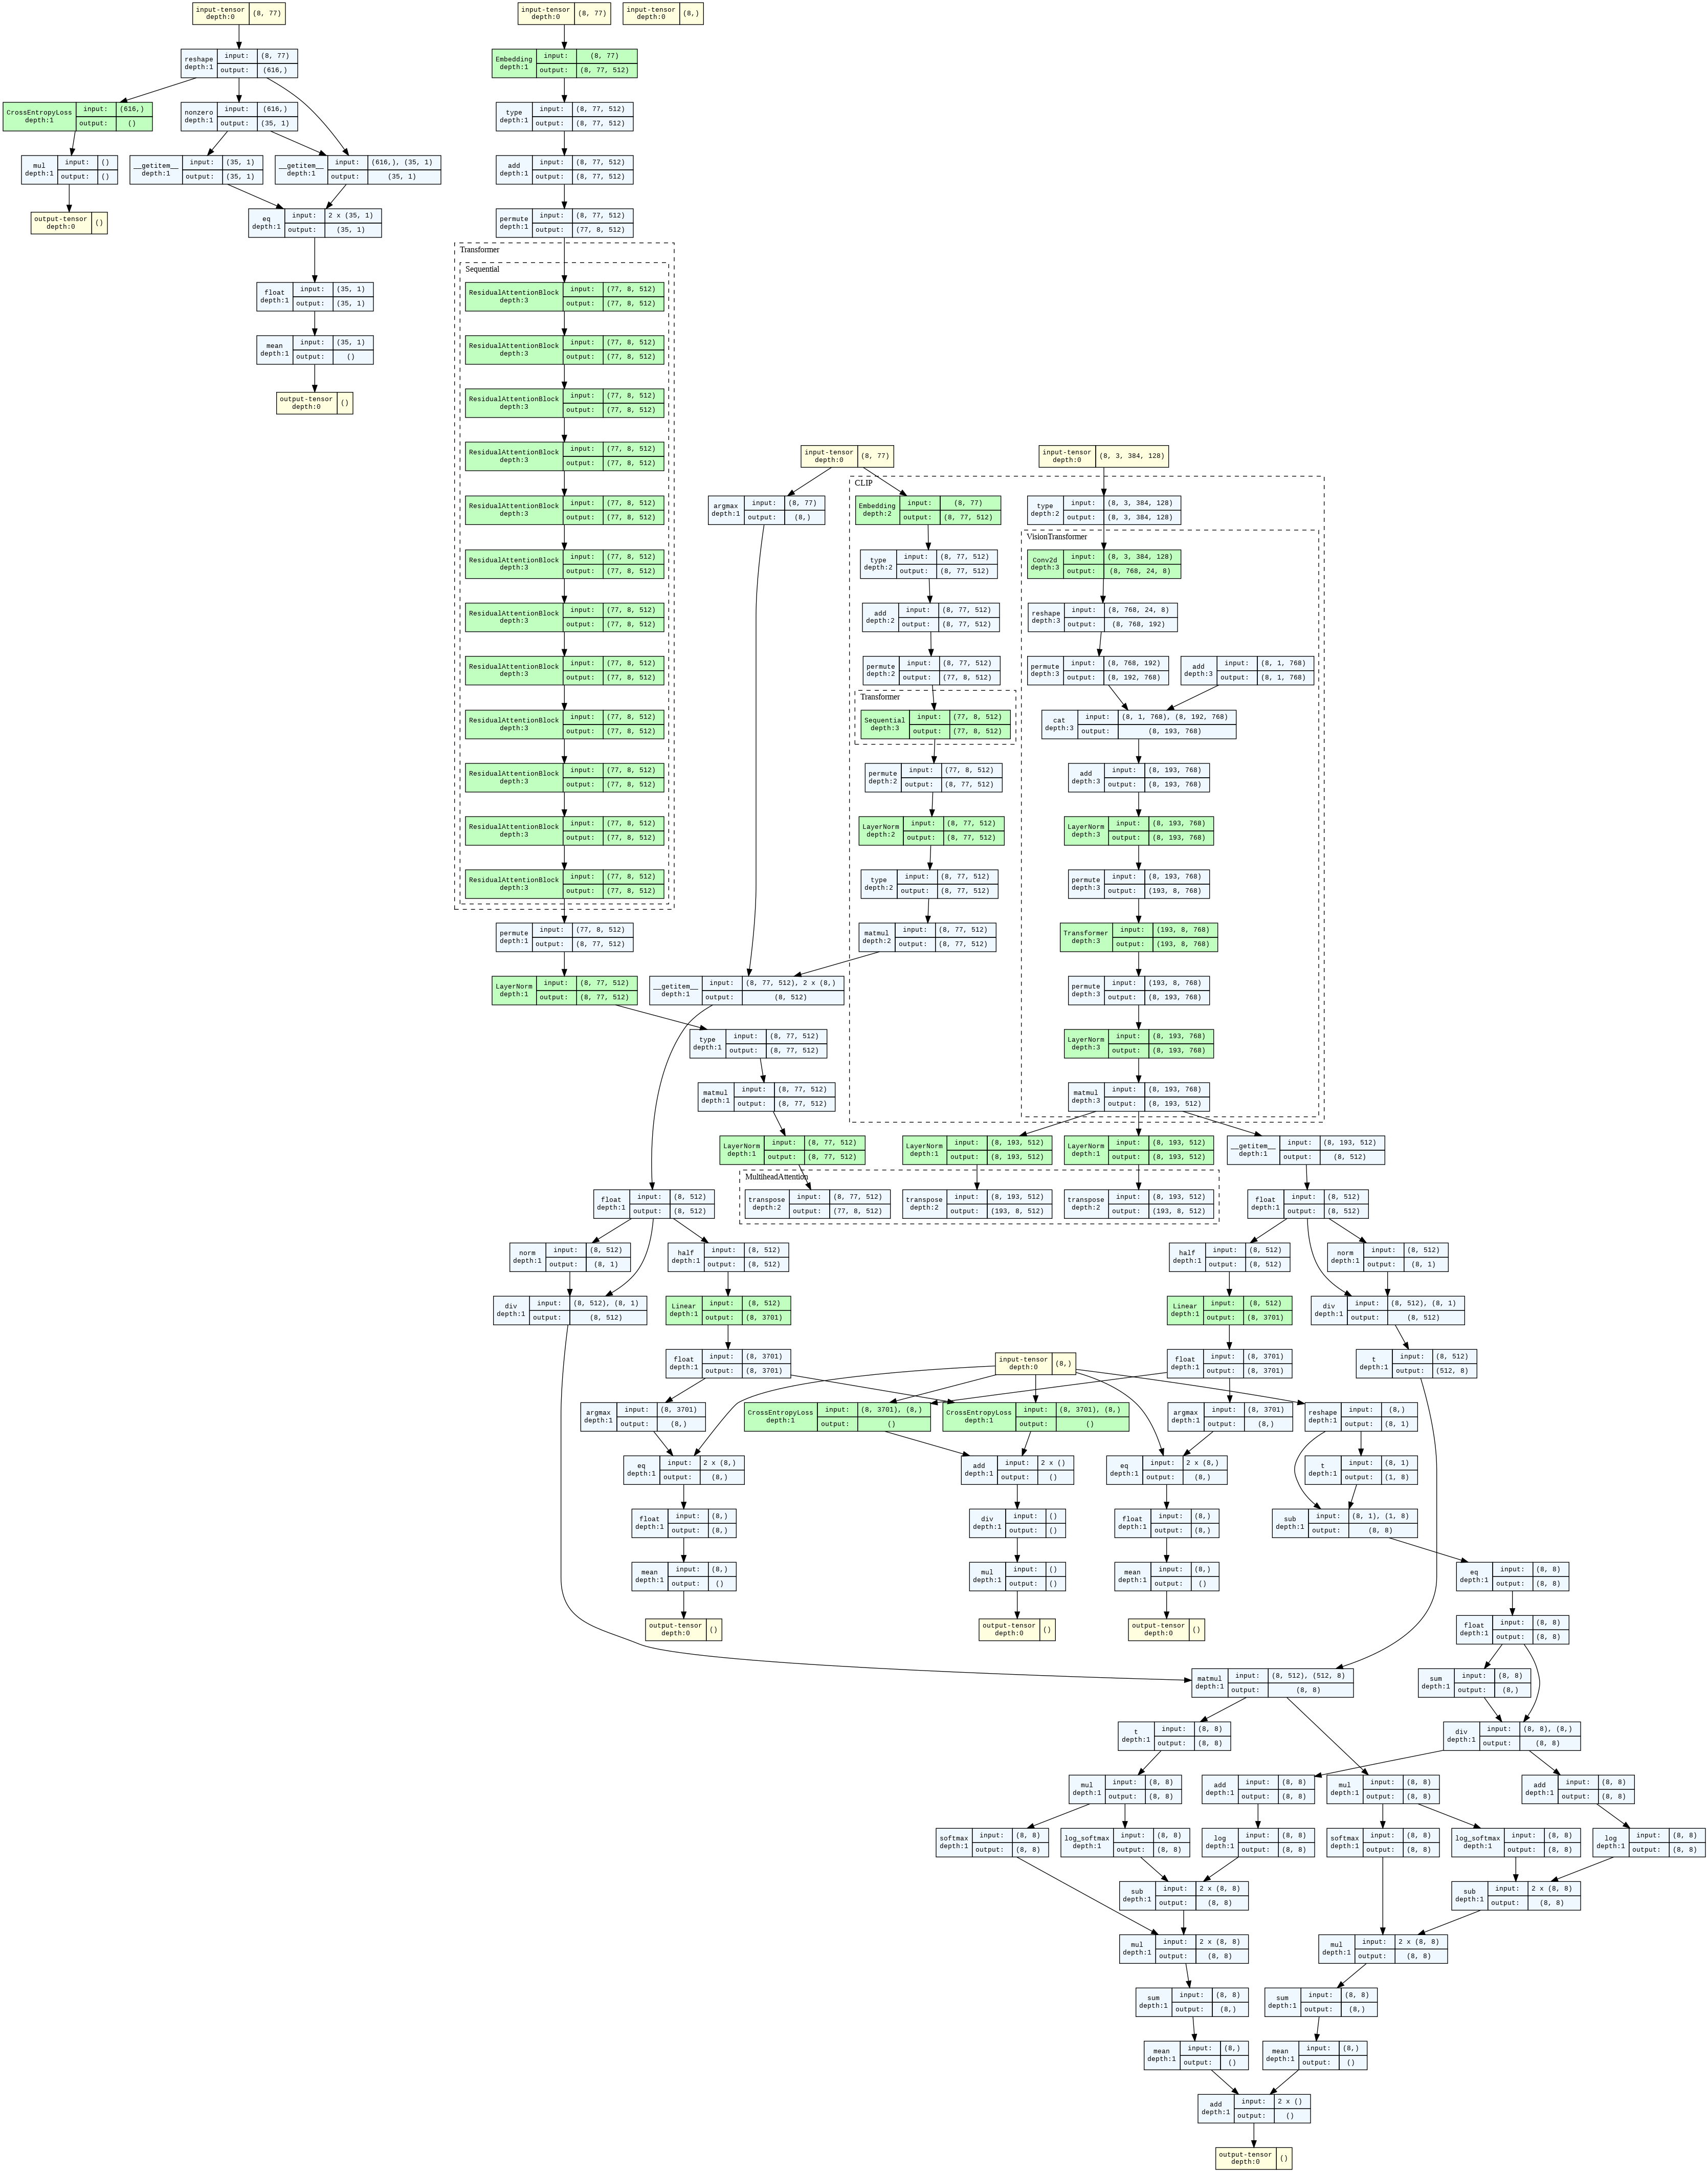 input-tensor
depth:0
(8, 77)
input-tensor
depth:0
(8, 77)
input-tensor
depth:0
(8,)
reshape
depth:1
input: (8, 77)
output: (616,)
Embedding
depth:1
input: (8, 77)
output: (8, 77, 512)
CrossEntropyLoss
depth:1
input: (616,)
output: ()
nonzero
depth:1
input: (616,)
output: (35, 1)
type
depth:1
input: (8, 77, 512)
output: (8, 77, 512)
mul
depth:1
input: ()
output: ()
__getitem__
depth:1
input: (35, 1)
output: (35, 1)
__getitem__
depth:1
input: (616,), (35, 1)
output: (35, 1)
add
depth:1
input: (8, 77, 512)
output: (8, 77, 512)
output-tensor
depth:0
()
eq
depth:1
input: 2 x (35, 1)
output: (35, 1)
permute
depth:1
input: (8, 77, 512)
output: (77, 8, 512)
Transformer
Sequential
float
depth:1
input: (35, 1)
output: (35, 1)
ResidualAttentionBlock
depth:3
input: (77, 8, 512)
output: (77, 8, 512)
mean
depth:1
input: (35, 1)
output: ()
ResidualAttentionBlock
depth:3
input: (77, 8, 512)
output: (77, 8, 512)
output-tensor
depth:0
()
ResidualAttentionBlock
depth:3
input: (77, 8, 512)
output: (77, 8, 512)
ResidualAttentionBlock
depth:3
input: (77, 8, 512)
output: (77, 8, 512)
input-tensor
depth:0
(8, 77)
input-tensor
depth:0
(8, 3, 384, 128)
CLIP
ResidualAttentionBlock
depth:3
input: (77, 8, 512)
output: (77, 8, 512)
argmax
depth:1
input: (8, 77)
output: (8,)
Embedding
depth:2
input: (8, 77)
output: (8, 77, 512)
type
depth:2
input: (8, 3, 384, 128)
output: (8, 3, 384, 128)
VisionTransformer
ResidualAttentionBlock
depth:3
input: (77, 8, 512)
output: (77, 8, 512)
type
depth:2
input: (8, 77, 512)
output: (8, 77, 512)
Conv2d
depth:3
input: (8, 3, 384, 128)
output: (8, 768, 24, 8)
ResidualAttentionBlock
depth:3
input: (77, 8, 512)
output: (77, 8, 512)
add
depth:2
input: (8, 77, 512)
output: (8, 77, 512)
reshape
depth:3
input: (8, 768, 24, 8)
output: (8, 768, 192)
ResidualAttentionBlock
depth:3
input: (77, 8, 512)
output: (77, 8, 512)
permute
depth:2
input: (8, 77, 512)
output: (77, 8, 512)
permute
depth:3
input: (8, 768, 192)
output: (8, 192, 768)
add
depth:3
input: (8, 1, 768)
output: (8, 1, 768)
Transformer
ResidualAttentionBlock
depth:3
input: (77, 8, 512)
output: (77, 8, 512)
Sequential
depth:3
input: (77, 8, 512)
output: (77, 8, 512)
cat
depth:3
input: (8, 1, 768), (8, 192, 768)
output: (8, 193, 768)
ResidualAttentionBlock
depth:3
input: (77, 8, 512)
output: (77, 8, 512)
permute
depth:2
input: (77, 8, 512)
output: (8, 77, 512)
add
depth:3
input: (8, 193, 768)
output: (8, 193, 768)
ResidualAttentionBlock
depth:3
input: (77, 8, 512)
output: (77, 8, 512)
LayerNorm
depth:2
input: (8, 77, 512)
output: (8, 77, 512)
LayerNorm
depth:3
input: (8, 193, 768)
output: (8, 193, 768)
ResidualAttentionBlock
depth:3
input: (77, 8, 512)
output: (77, 8, 512)
type
depth:2
input: (8, 77, 512)
output: (8, 77, 512)
permute
depth:3
input: (8, 193, 768)
output: (193, 8, 768)
permute
depth:1
input: (77, 8, 512)
output: (8, 77, 512)
matmul
depth:2
input: (8, 77, 512)
output: (8, 77, 512)
Transformer
depth:3
input: (193, 8, 768)
output: (193, 8, 768)
LayerNorm
depth:1
input: (8, 77, 512)
output: (8, 77, 512)
__getitem__
depth:1
input: (8, 77, 512), 2 x (8,)
output: (8, 512)
permute
depth:3
input: (193, 8, 768)
output: (8, 193, 768)
type
depth:1
input: (8, 77, 512)
output: (8, 77, 512)
LayerNorm
depth:3
input: (8, 193, 768)
output: (8, 193, 768)
matmul
depth:1
input: (8, 77, 512)
output: (8, 77, 512)
matmul
depth:3
input: (8, 193, 768)
output: (8, 193, 512)
LayerNorm
depth:1
input: (8, 77, 512)
output: (8, 77, 512)
LayerNorm
depth:1
input: (8, 193, 512)
output: (8, 193, 512)
LayerNorm
depth:1
input: (8, 193, 512)
output: (8, 193, 512)
__getitem__
depth:1
input: (8, 193, 512)
output: (8, 512)
MultiheadAttention
float
depth:1
input: (8, 512)
output: (8, 512)
transpose
depth:2
input: (8, 77, 512)
output: (77, 8, 512)
transpose
depth:2
input: (8, 193, 512)
output: (193, 8, 512)
transpose
depth:2
input: (8, 193, 512)
output: (193, 8, 512)
float
depth:1
input: (8, 512)
output: (8, 512)
norm
depth:1
input: (8, 512)
output: (8, 1)
half
depth:1
input: (8, 512)
output: (8, 512)
half
depth:1
input: (8, 512)
output: (8, 512)
norm
depth:1
input: (8, 512)
output: (8, 1)
div
depth:1
input: (8, 512), (8, 1)
output: (8, 512)
Linear
depth:1
input: (8, 512)
output: (8, 3701)
Linear
depth:1
input: (8, 512)
output: (8, 3701)
div
depth:1
input: (8, 512), (8, 1)
output: (8, 512)
float
depth:1
input: (8, 3701)
output: (8, 3701)
input-tensor
depth:0
(8,)
float
depth:1
input: (8, 3701)
output: (8, 3701)
t
depth:1
input: (8, 512)
output: (512, 8)
argmax
depth:1
input: (8, 3701)
output: (8,)
CrossEntropyLoss
depth:1
input: (8, 3701), (8,)
output: ()
CrossEntropyLoss
depth:1
input: (8, 3701), (8,)
output: ()
argmax
depth:1
input: (8, 3701)
output: (8,)
reshape
depth:1
input: (8,)
output: (8, 1)
eq
depth:1
input: 2 x (8,)
output: (8,)
add
depth:1
input: 2 x ()
output: ()
eq
depth:1
input: 2 x (8,)
output: (8,)
t
depth:1
input: (8, 1)
output: (1, 8)
float
depth:1
input: (8,)
output: (8,)
div
depth:1
input: ()
output: ()
float
depth:1
input: (8,)
output: (8,)
sub
depth:1
input: (8, 1), (1, 8)
output: (8, 8)
mean
depth:1
input: (8,)
output: ()
mul
depth:1
input: ()
output: ()
mean
depth:1
input: (8,)
output: ()
eq
depth:1
input: (8, 8)
output: (8, 8)
output-tensor
depth:0
()
output-tensor
depth:0
()
output-tensor
depth:0
()
float
depth:1
input: (8, 8)
output: (8, 8)
matmul
depth:1
input: (8, 512), (512, 8)
output: (8, 8)
sum
depth:1
input: (8, 8)
output: (8,)
t
depth:1
input: (8, 8)
output: (8, 8)
div
depth:1
input: (8, 8), (8,)
output: (8, 8)
mul
depth:1
input: (8, 8)
output: (8, 8)
add
depth:1
input: (8, 8)
output: (8, 8)
mul
depth:1
input: (8, 8)
output: (8, 8)
add
depth:1
input: (8, 8)
output: (8, 8)
softmax
depth:1
input: (8, 8)
output: (8, 8)
log_softmax
depth:1
input: (8, 8)
output: (8, 8)
log
depth:1
input: (8, 8)
output: (8, 8)
softmax
depth:1
input: (8, 8)
output: (8, 8)
log_softmax
depth:1
input: (8, 8)
output: (8, 8)
log
depth:1
input: (8, 8)
output: (8, 8)
sub
depth:1
input: 2 x (8, 8)
output: (8, 8)
sub
depth:1
input: 2 x (8, 8)
output: (8, 8)
mul
depth:1
input: 2 x (8, 8)
output: (8, 8)
mul
depth:1
input: 2 x (8, 8)
output: (8, 8)
sum
depth:1
input: (8, 8)
output: (8,)
sum
depth:1
input: (8, 8)
output: (8,)
mean
depth:1
input: (8,)
output: ()
mean
depth:1
input: (8,)
output: ()
add
depth:1
input: 2 x ()
output: ()
output-tensor
depth:0
()